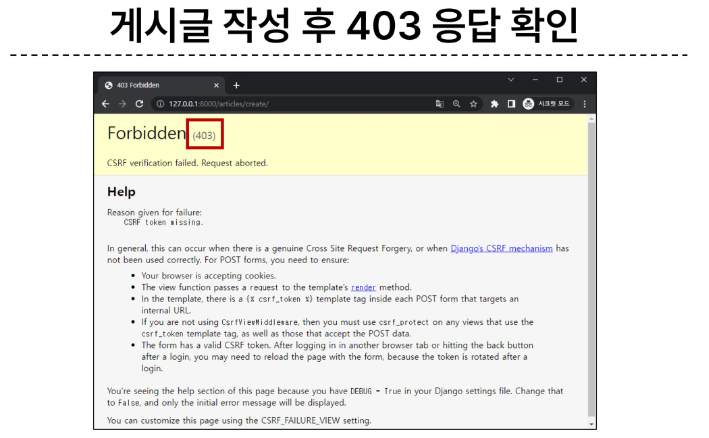 게시글 작성 후 403 응답 확인
403 Forbidden
127.0.0.1:8000/articles/create/
시크릿 모드
Forbidden (403)
CSRF verification failed. Request aborted.
Help
Reason given for failure:
CSRF token missing.
In general, this can occur when there is a genuine Cross Site Request Forgery, or when Django's CSRF mechanism has
not been used correctly. For POST forms, you need to ensure:
• Your browser is accepting cookies.
• The view function passes a request to the template's render method.
• In the template, there is a {% csrf_token %} template tag inside each POST form that targets an
internal URL.
• If you are not using CsrfViewMiddleware, then you must use csrf_protect on any views that use the
csrf_token template tag, as well as those that accept the POST data.
• The form has a valid CSRF token. After logging in in another browser tab or hitting the back button
after a login, you may need to reload the page with the form, because the token is rotated after a
login.
You're seeing the help section of this page because you have DEBUG = True in your Django settings file. Change that
to False, and only the initial error message will be displayed.
You can customize this page using the CSRF_FAILURE_VIEW setting.